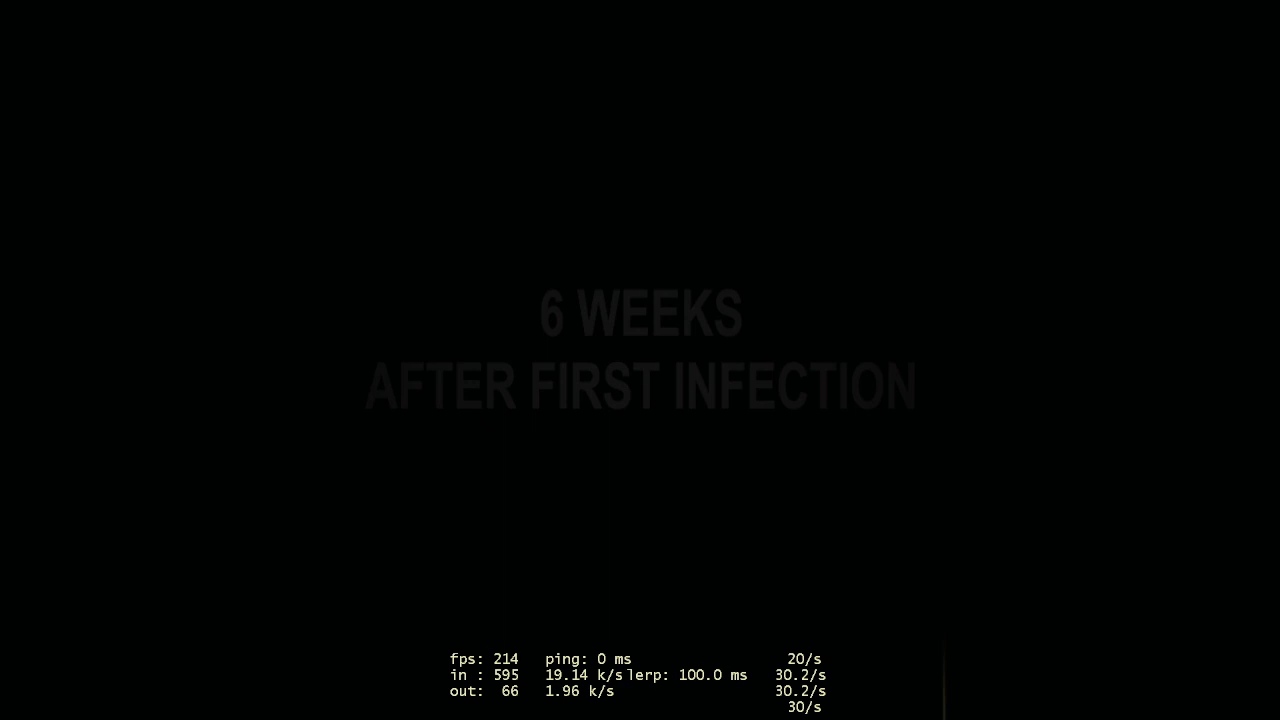 6 WEEKS
AFTER FIRST INFECTION
fps: 214 ping: 0 ms 20/s
in : 595 19.14 k/s lerp: 100.0 ms 30.2/s
out: 66 1.96 k/s 30.2/s
30/s